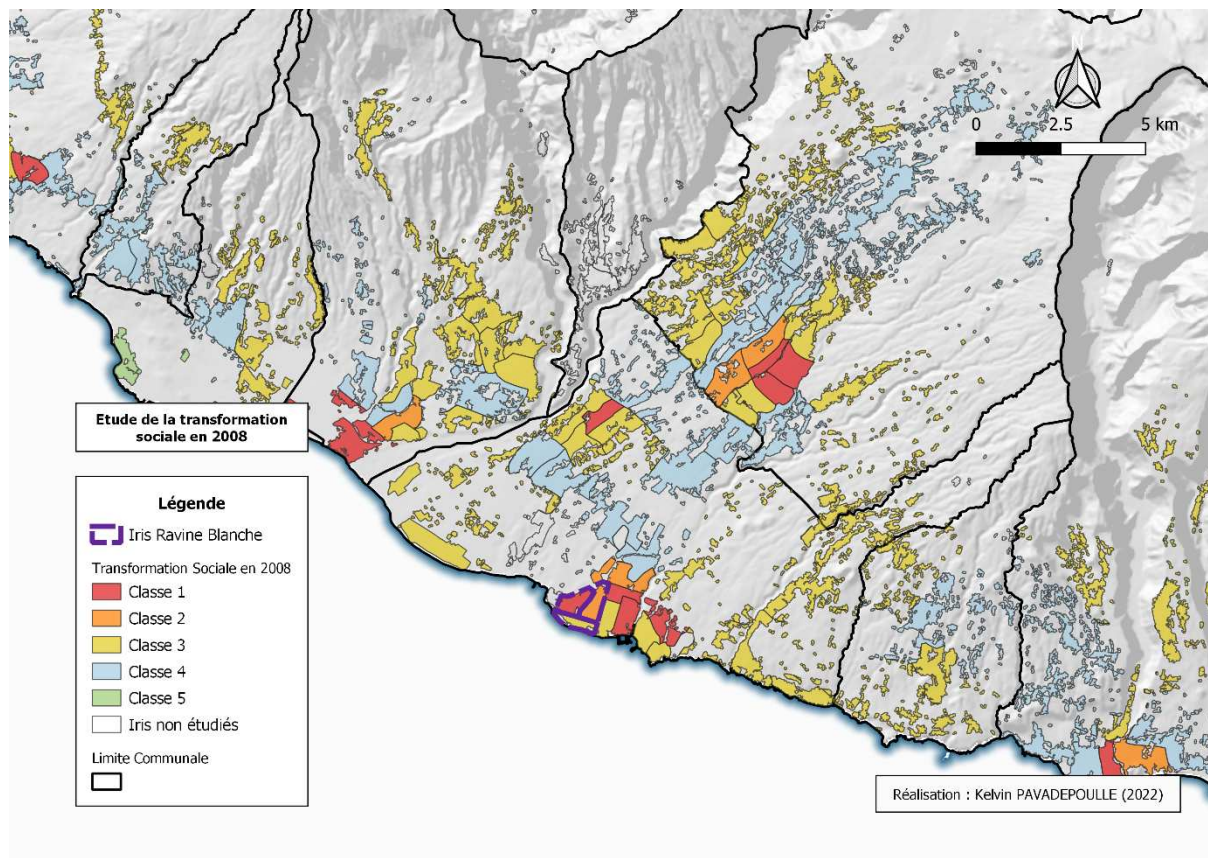 N
0 2.5 5 km
Etude de la transformation
sociale en 2008
Légende
Iris Ravine Blanche
Transformation Sociale en 2008
Classe 1
Classe 2
Classe 3
Classe 4
Classe 5
Iris non étudiés
Limite Communale
Réalisation : Kelvin PAVADEPOULLE (2022)